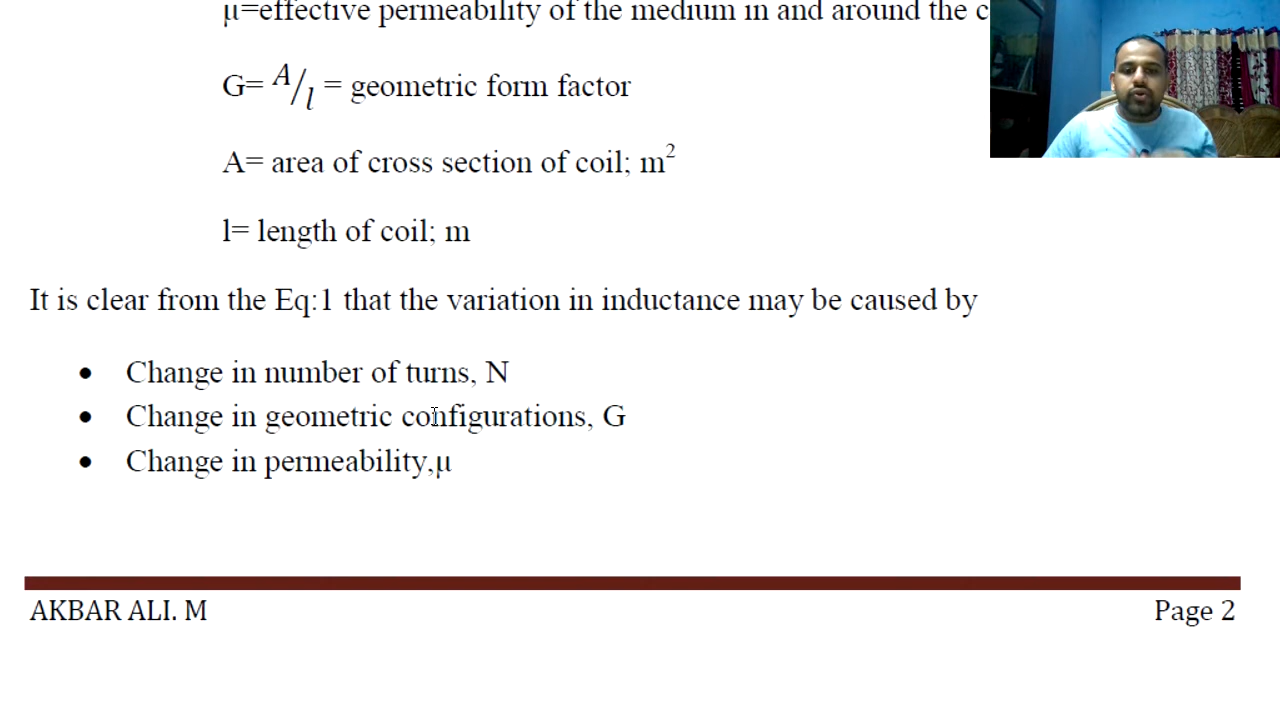 μ=effective permeability of the medium in and around the c
G= A/l = geometric form factor
A= area of cross section of coil; m²
l= length of coil; m
It is clear from the Eq:1 that the variation in inductance may be caused by
• Change in number of turns, N
• Change in geometric configurations, G
• Change in permeability,μ
AKBAR ALI. M
Page 2